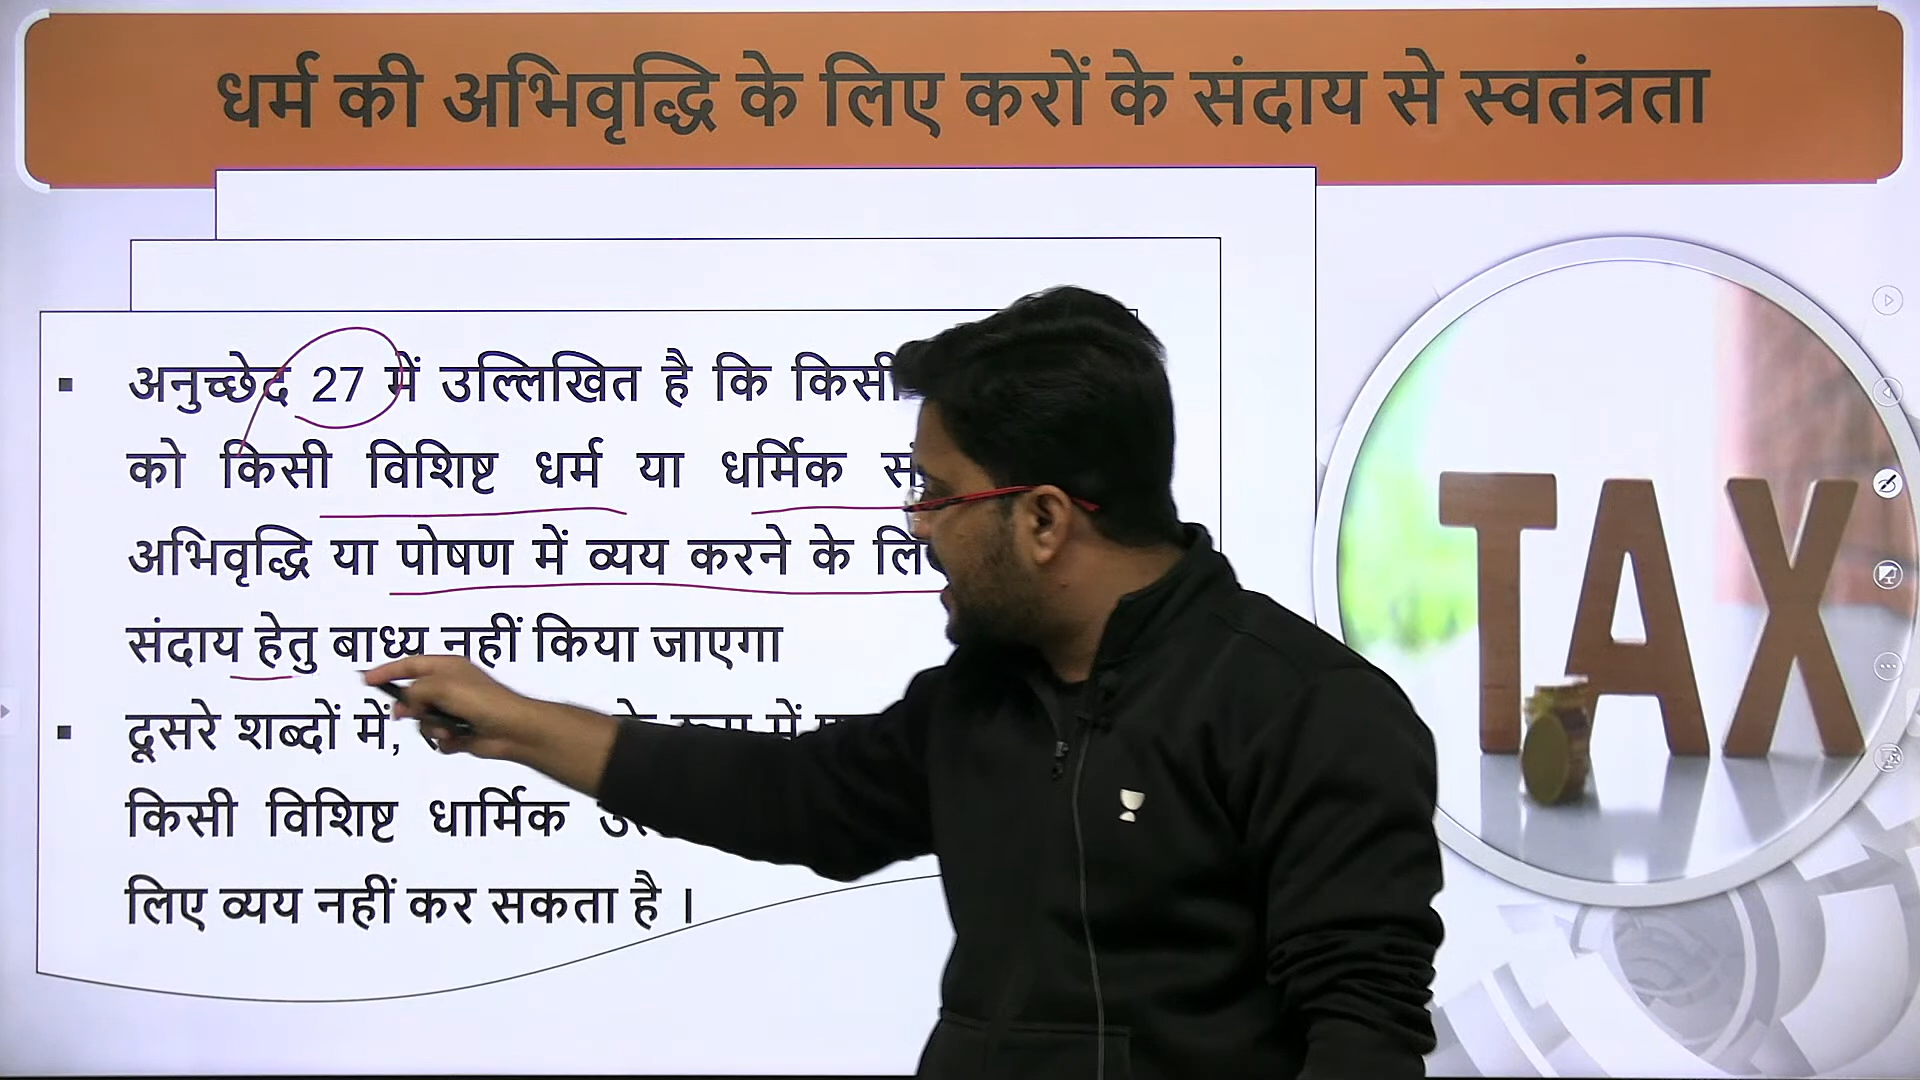 धर्म की अभिवृद्धि के लिए करों के संदाय से स्वतंत्रता
▪ अनुच्छेद 27 में उल्लिखित है कि किसी
को किसी विशिष्ट धर्म या धर्मिक
अभिवृद्धि या पोषण में व्यय करने के
संदाय हेतु बाध्य नहीं किया जाएगा
▪ दूसरे शब्दों में, में
किसी विशिष्ट धार्मिक
लिए व्यय नहीं कर सकता है ।
TAX